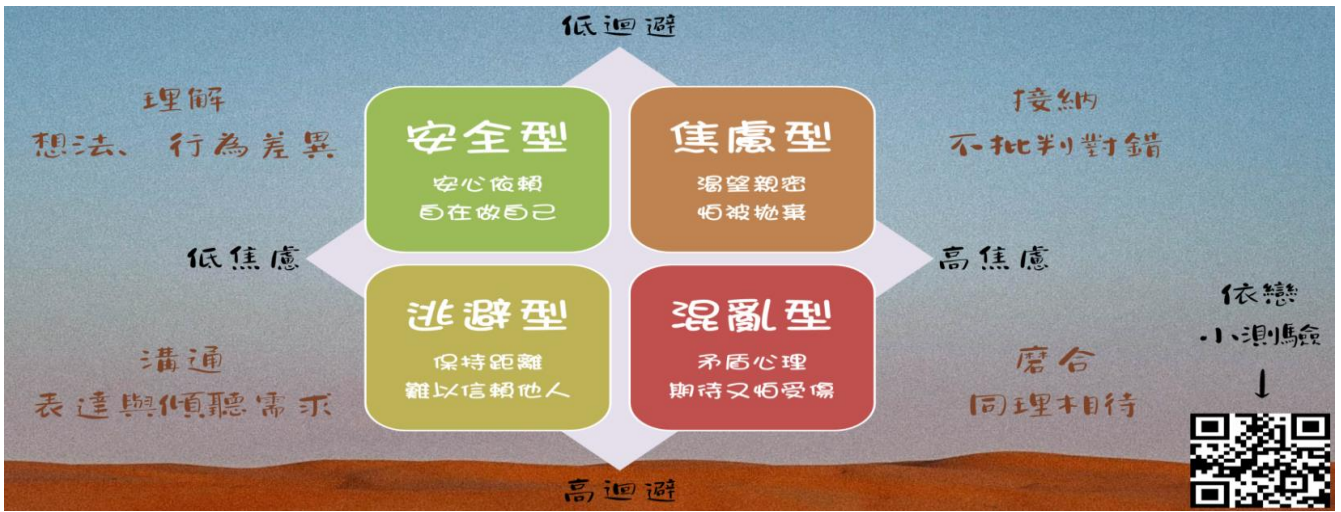 低迴避
理解
想法、行為差異
接納
不批判對錯
安全型
安心依賴
自在做自己
焦慮型
渴望親密
怕被拋棄
低焦慮
高焦慮
逃避型
保持距離
難以信賴他人
混亂型
矛盾心理
期待又怕受傷
溝通
表達與傾聽需求
磨合
同理相待
依戀
小測驗
高迴避